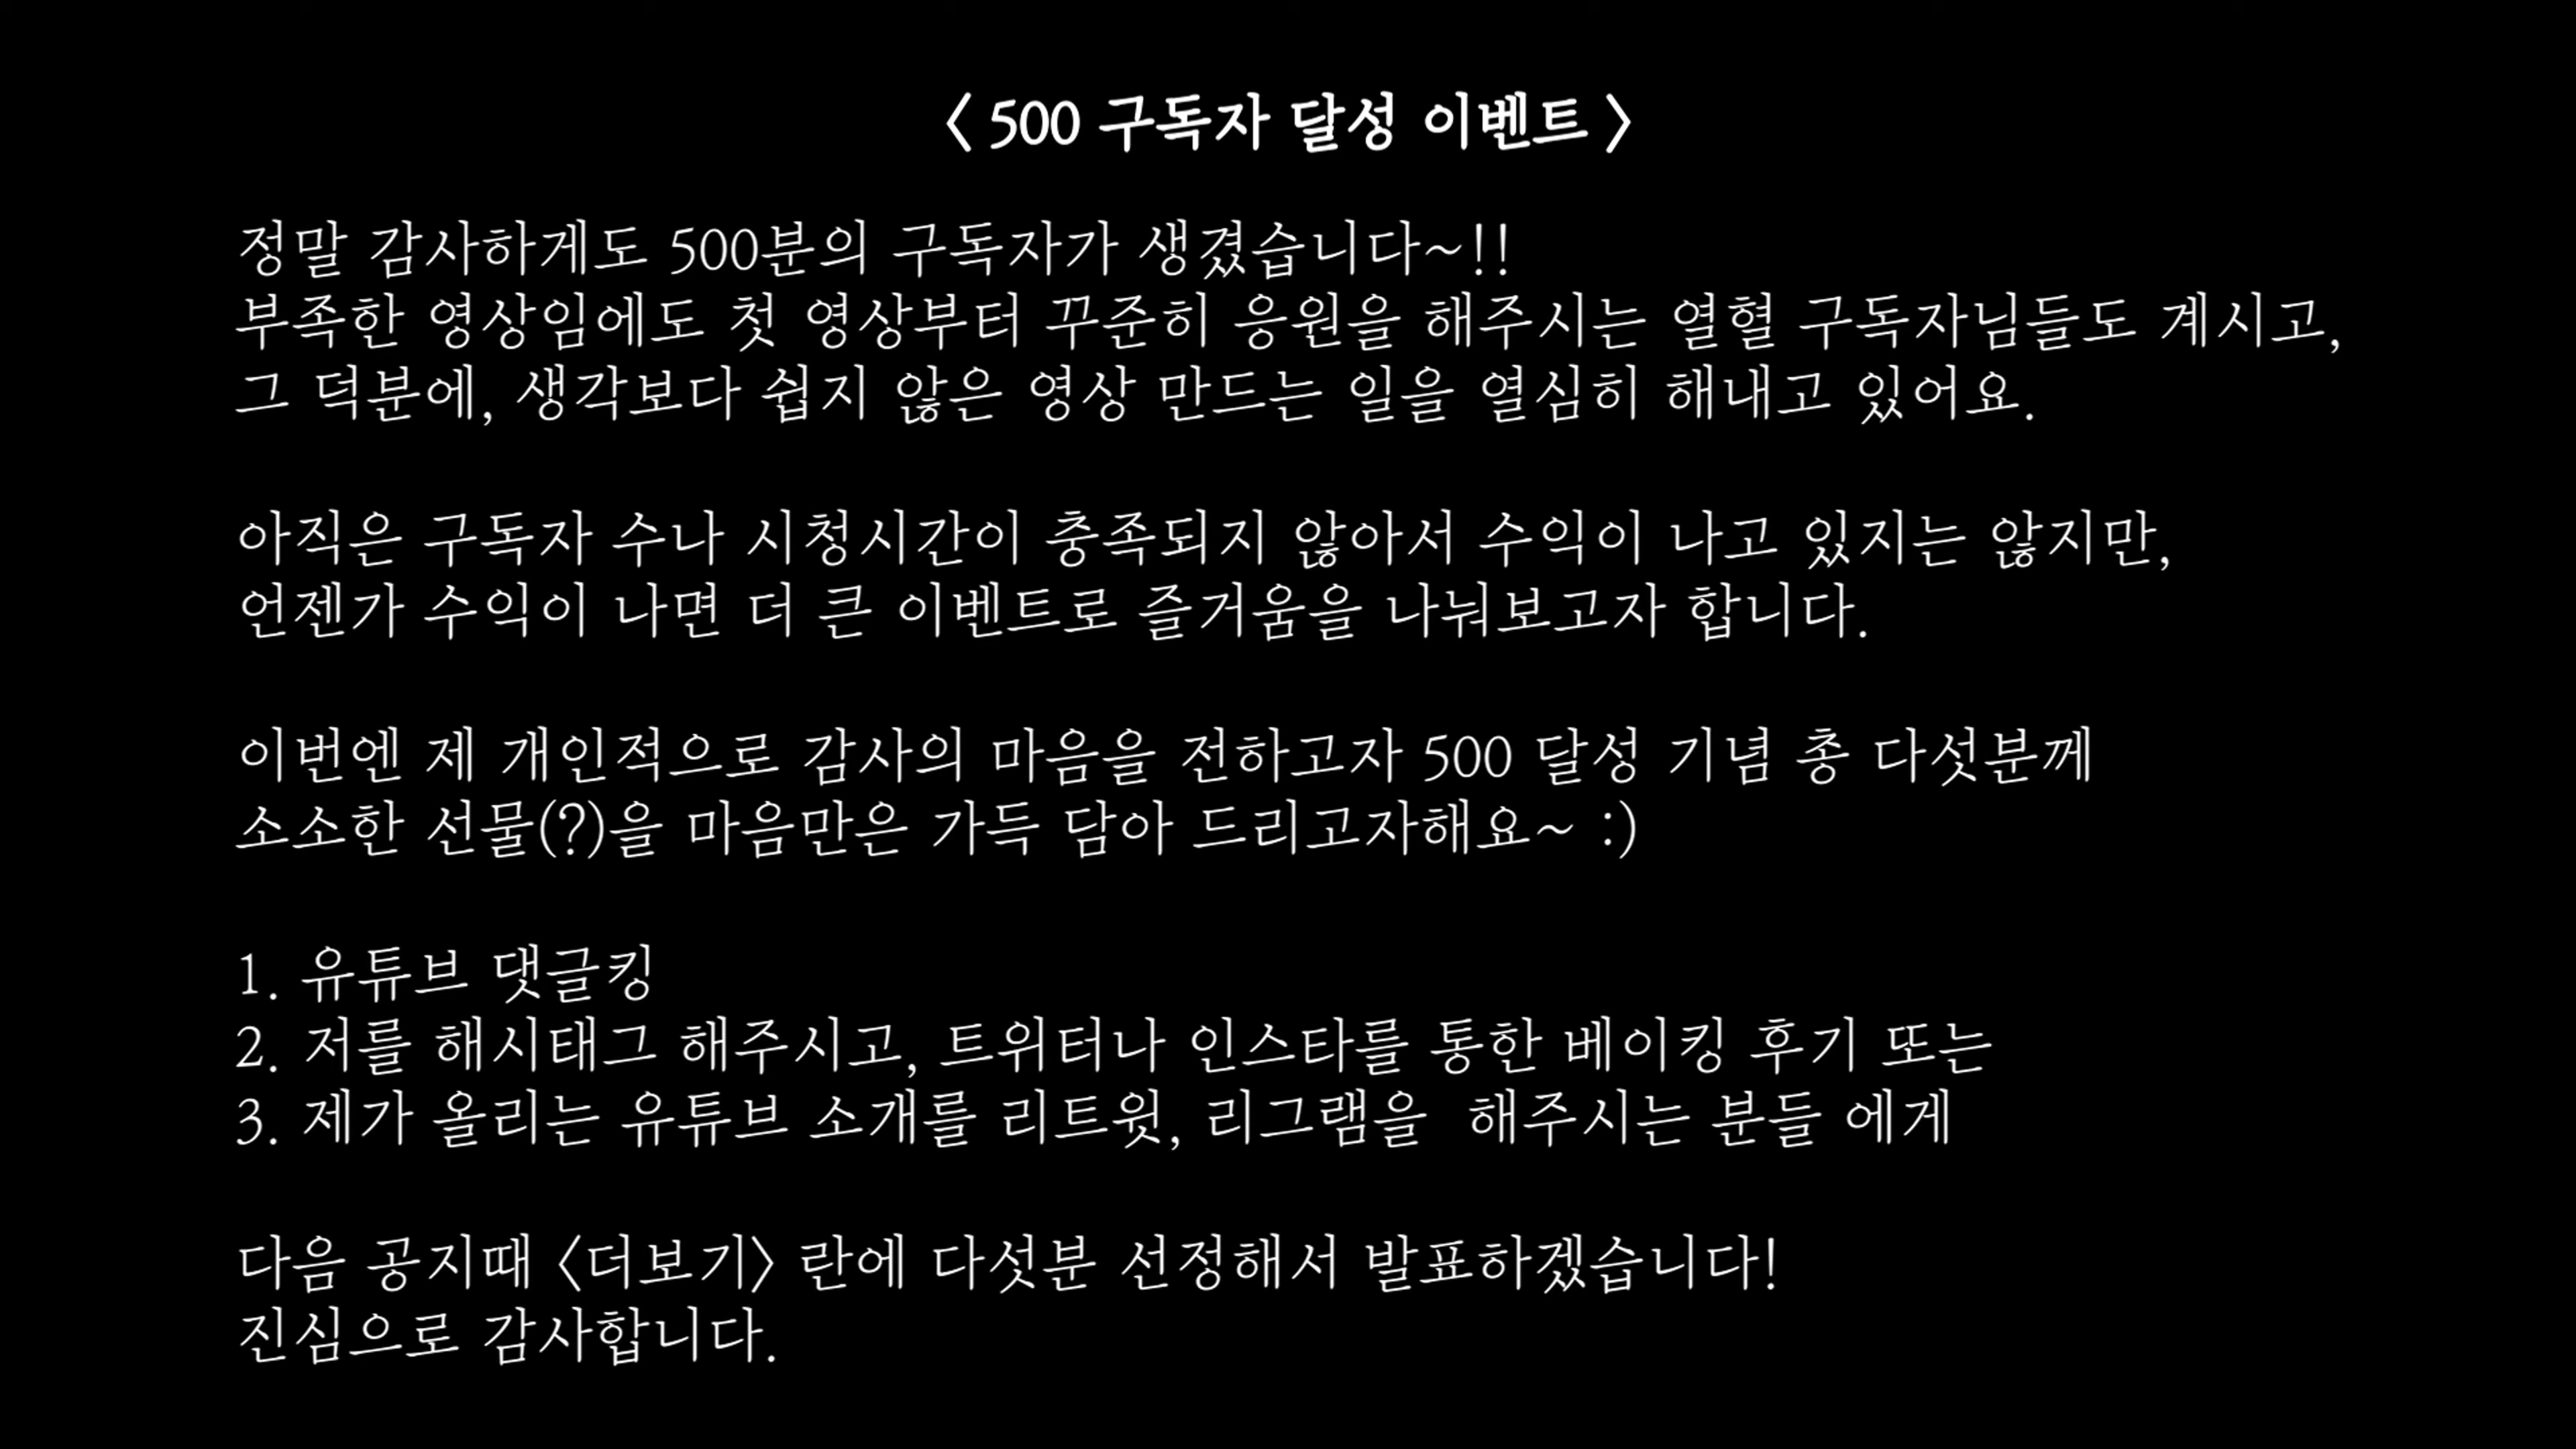 < 500 구독자 달성 이벤트 >
정말 감사하게도 500분의 구독자가 생겼습니다~!!
부족한 영상임에도 첫 영상부터 꾸준히 응원을 해주시는 열혈 구독자님들도 계시고,
그 덕분에, 생각보다 쉽지 않은 영상 만드는 일을 열심히 해내고 있어요.
아직은 구독자 수나 시청시간이 충족되지 않아서 수익이 나고 있지는 않지만,
언젠가 수익이 나면 더 큰 이벤트로 즐거움을 나눠보고자 합니다.
이번엔 제 개인적으로 감사의 마음을 전하고자 500 달성 기념 총 다섯분께
소소한 선물(?)을 마음만은 가득 담아 드리고자해요~ :)
1. 유튜브 댓글킹
2. 저를 해시태그 해주시고, 트위터나 인스타를 통한 베이킹 후기 또는
3. 제가 올리는 유튜브 소개를 리트윗, 리그램을 해주시는 분들 에게
다음 공지때 <더보기> 란에 다섯분 선정해서 발표하겠습니다!
진심으로 감사합니다.